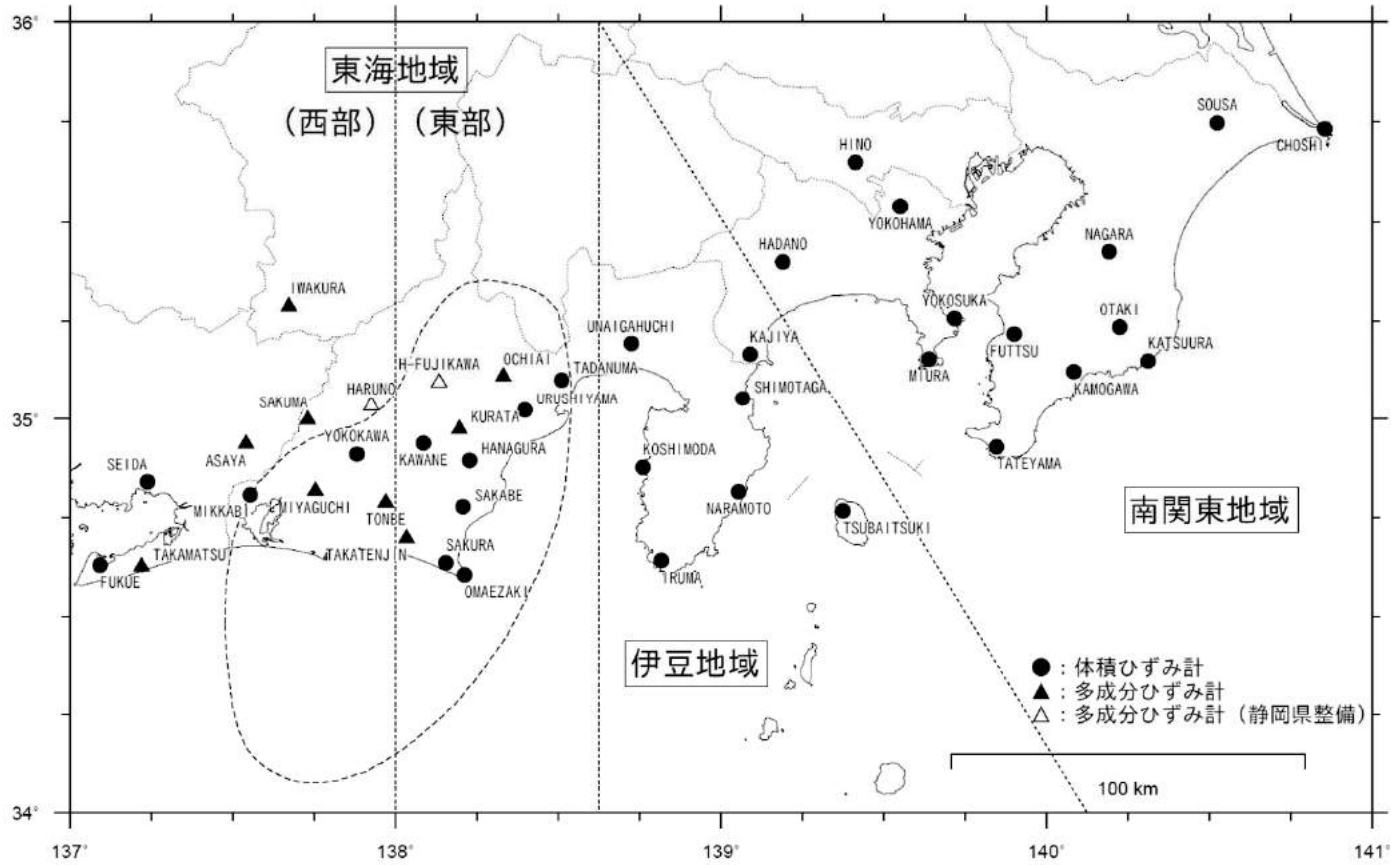 36°
東海地域
(西部) (東部)
SOUSA
CHOSHI
HINO
YOKOHAMA
NAGARA
HADANO
IWAKURA
YOKOSUKA
OTAKI
UNAIGAHUCHI
KATSUURA
KAJIYA
FUTTSU
H-FUJIKAWA
OCHIAI
MIURA
TADANUMA
KAMOGAWA
HARUNO
SHIMOTAGA
URUSHIYAMA
SAKUMA
35°
KURATA
YOKOKAWA
KAWANE
HANAGURA
KOSHIMODA
ASAYA
SEIDA
TATEYAMA
SAKABE
MIKKABI
MIYAGUCHI
NARAMOTO
南関東地域
TONBE
TSUBAITSUKI
SAKURA
TAKAMATSU
TAKATENJIN
FUKUE
OMAEZAKI
IRUMA
伊豆地域
●:体積ひずみ計
▲:多成分ひずみ計
△:多成分ひずみ計(静岡県整備)
100 km
34°
137°
138°
139°
140°
141°